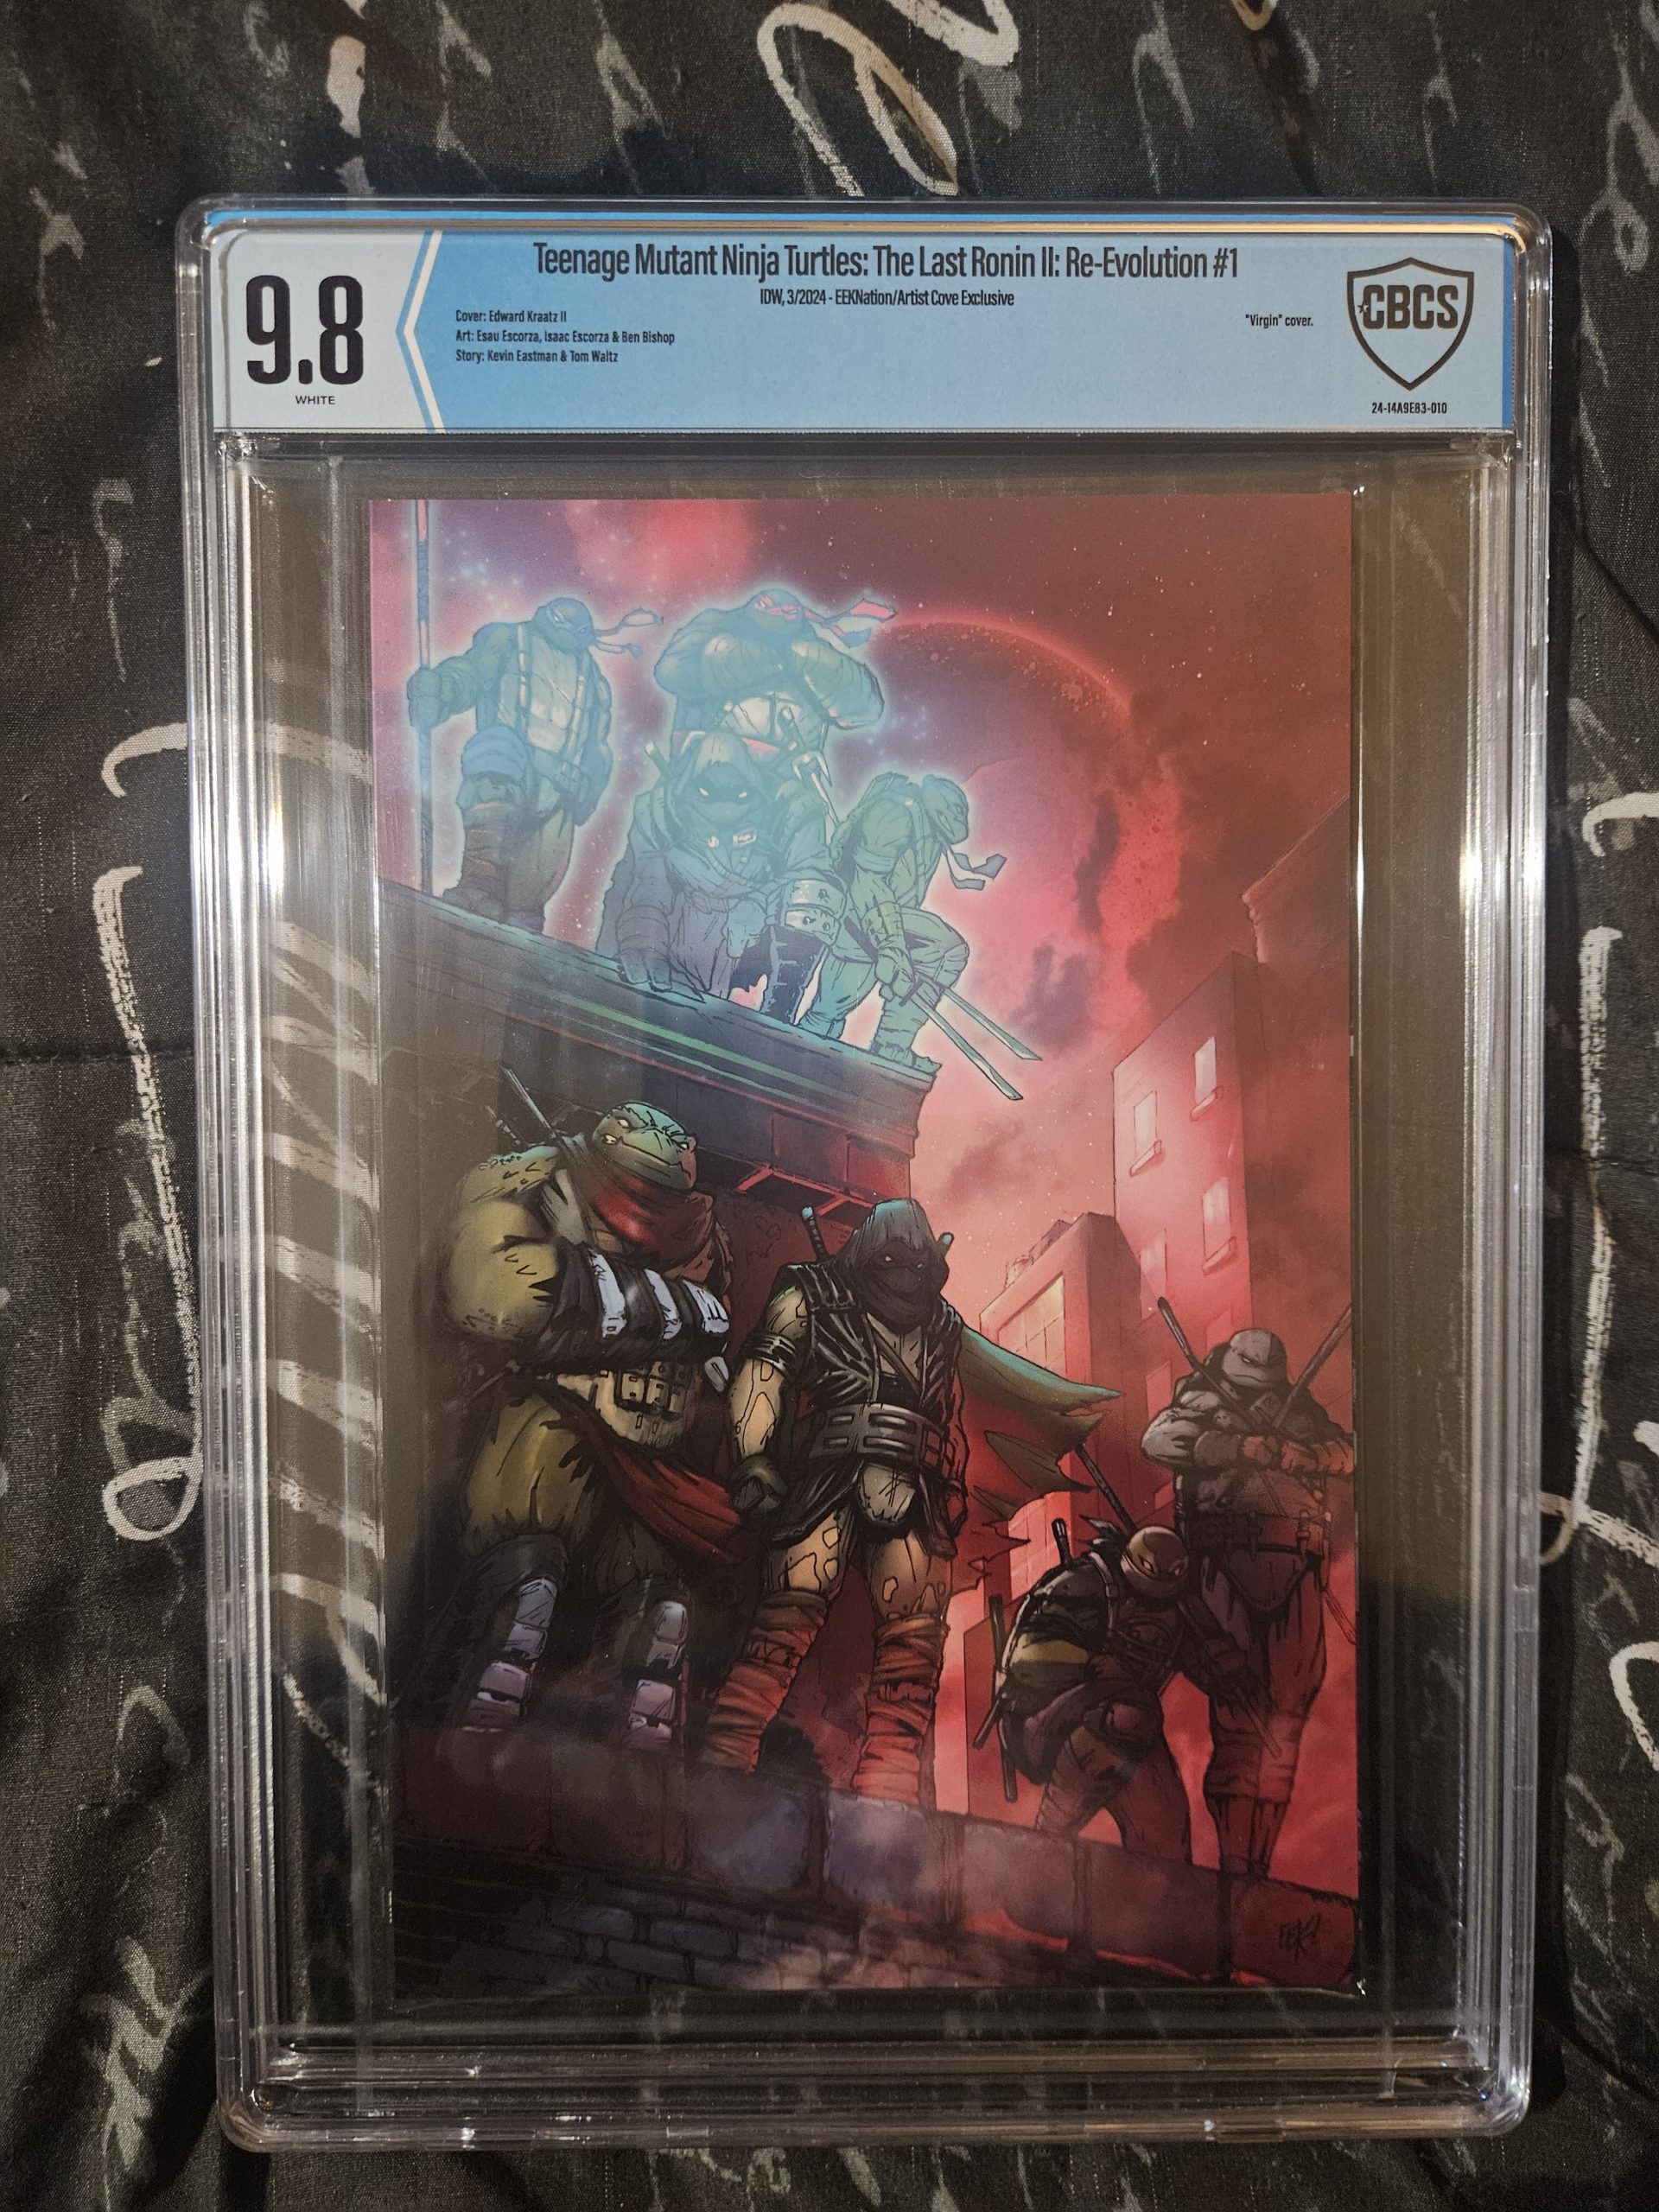 9.8
WHITE
Teenage Mutant Ninja Turtles: The Last Ronin II: Re-Evolution #1
IDW, 3/2024 - EEKNation/Artist Cove Exclusive
Cover: Edward Kraatz II
Art: Esau Escorza, Isaac Escorza & Ben Bishop
Story: Kevin Eastman & Tom Waltz
"Virgin" cover.
CBCS
24-14A9E83-010
EEK!